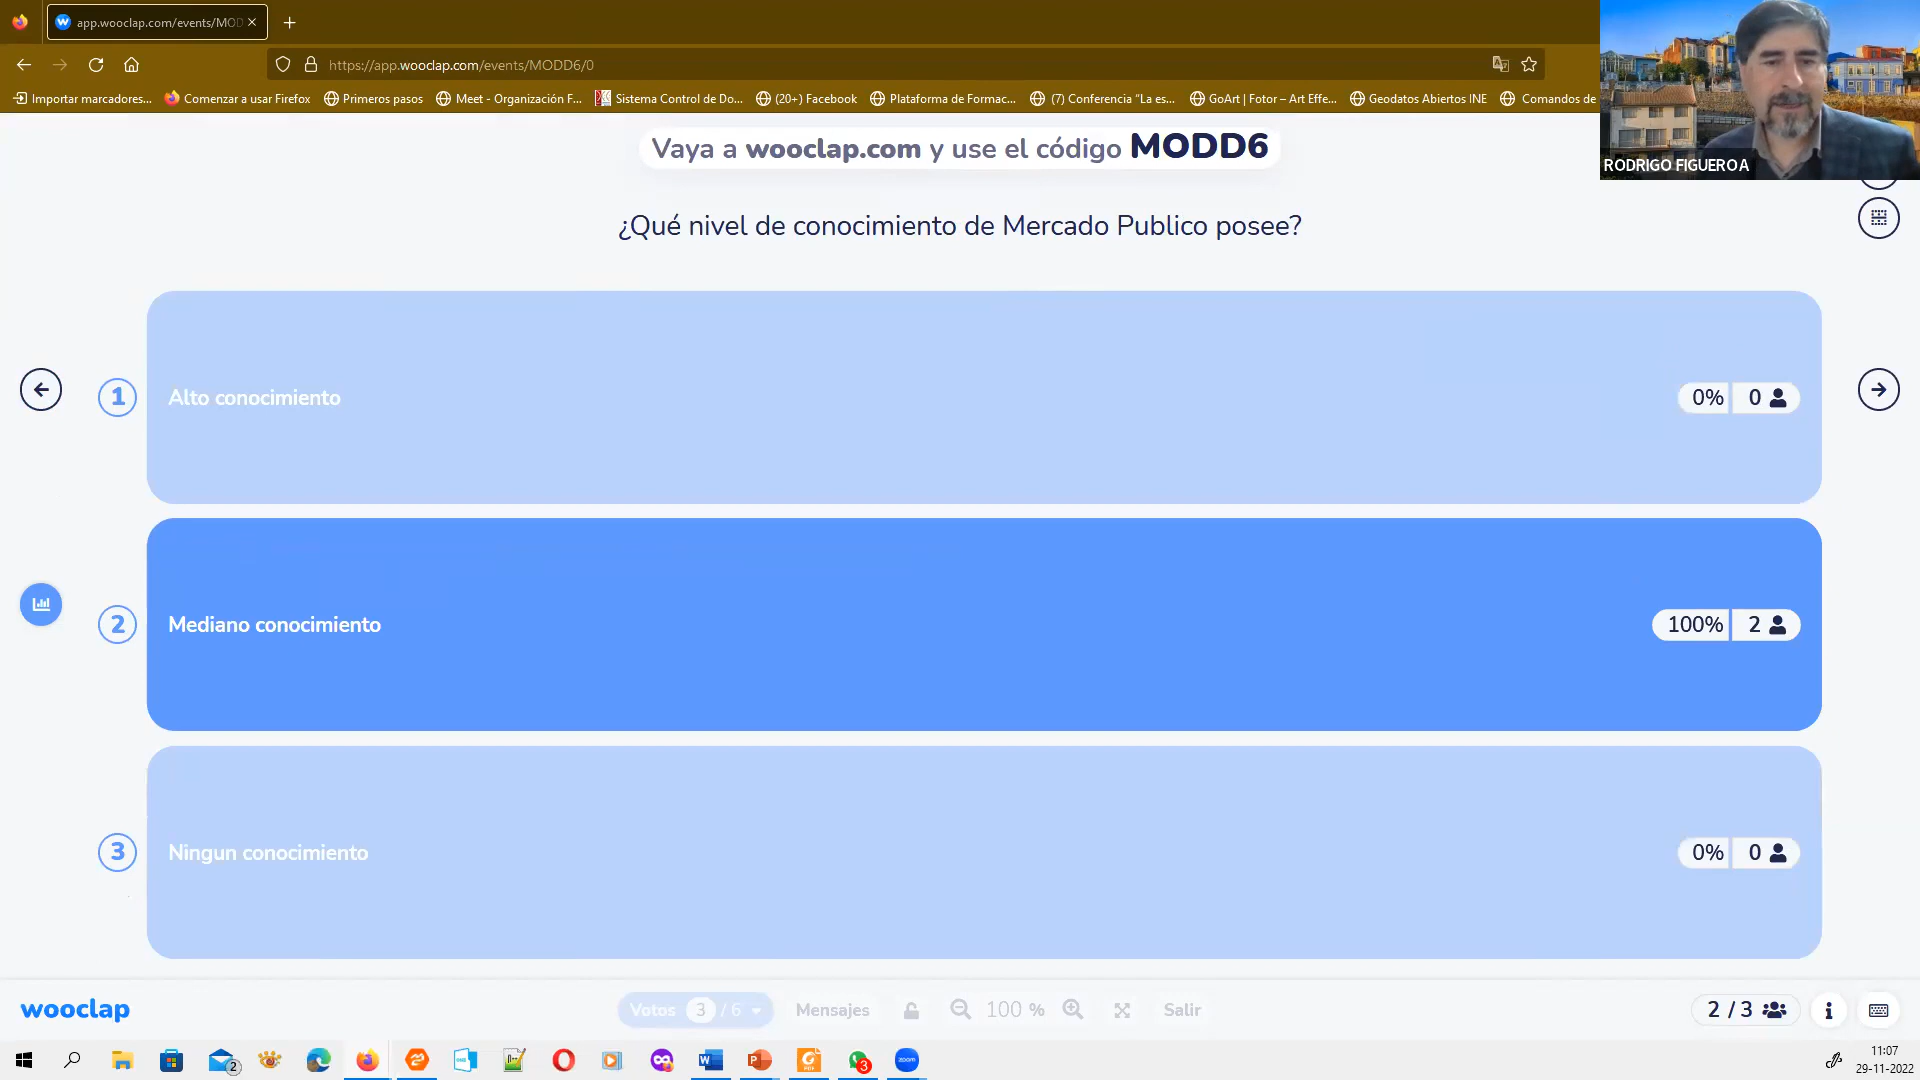 app.wooclap.com/events/MOD
https://app.wooclap.com/events/MODD6/0
Importar marcadores... Comenzar a usar Firefox Primeros pasos Meet - Organización F... Sistema Control de Do... (20+) Facebook Plataforma de Formac... (7) Conferencia "La es... GoArt | Fotor – Art Effe... Geodatos Abiertos INE Comandos de
RODRIGO FIGUEROA
Vaya a wooclap.com y use el código MODD6
¿Qué nivel de conocimiento de Mercado Publico posee?
1 Alto conocimiento 0% 0
2 Mediano conocimiento 100% 2
3 Ningun conocimiento 0% 0
wooclap Votos 3 / 6 Mensajes 100 % Salir 2 / 3
2 3 zoom
11:07
29-11-2022